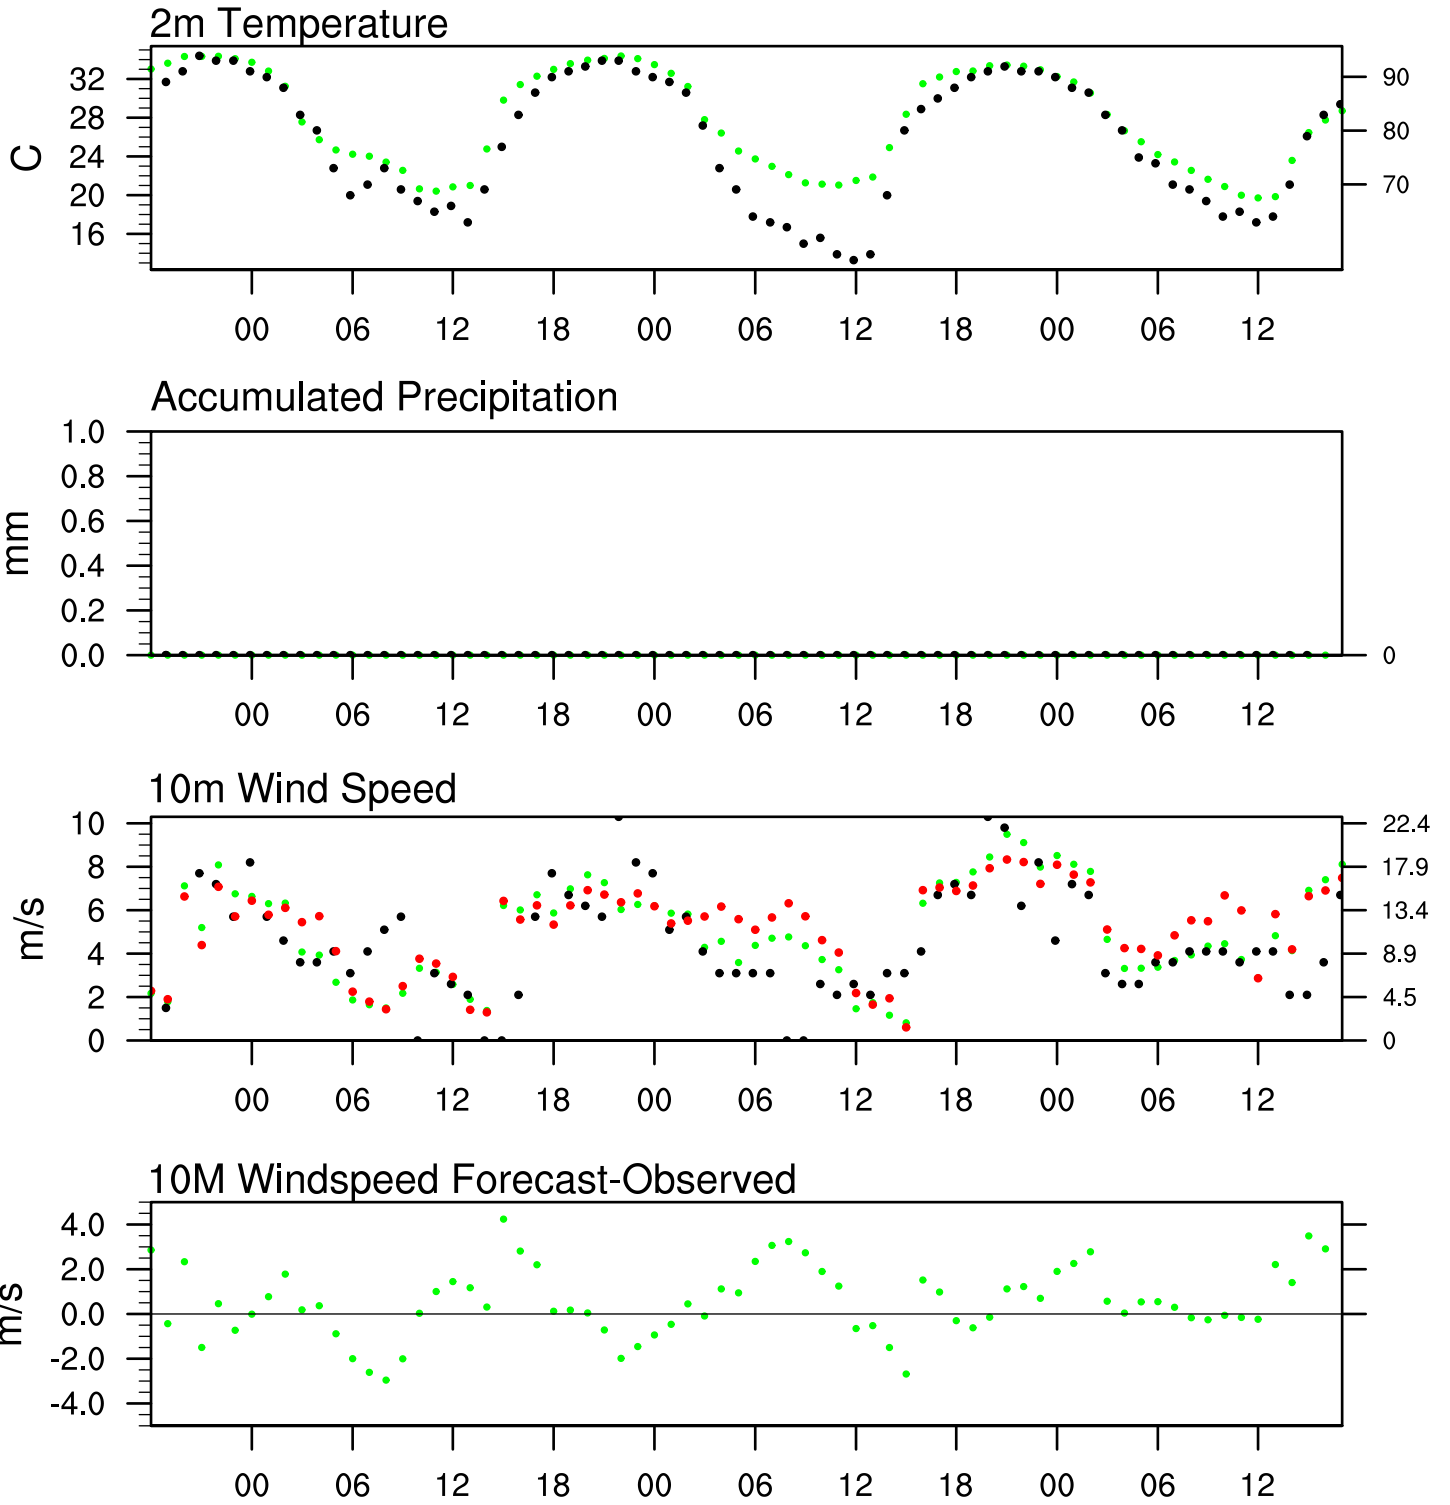 2m Temperature
C
32
28
24
20
16
90
80
70
00 06 12 18 00 06 12 18 00 06 12
Accumulated Precipitation
mm
1.0
0.8
0.6
0.4
0.2
0.0
0
00 06 12 18 00 06 12 18 00 06 12
10m Wind Speed
m/s
10
8
6
4
2
0
22.4
17.9
13.4
8.9
4.5
0
00 06 12 18 00 06 12 18 00 06 12
10M Windspeed Forecast-Observed
m/s
4.0
2.0
0.0
-2.0
-4.0
00 06 12 18 00 06 12 18 00 06 12